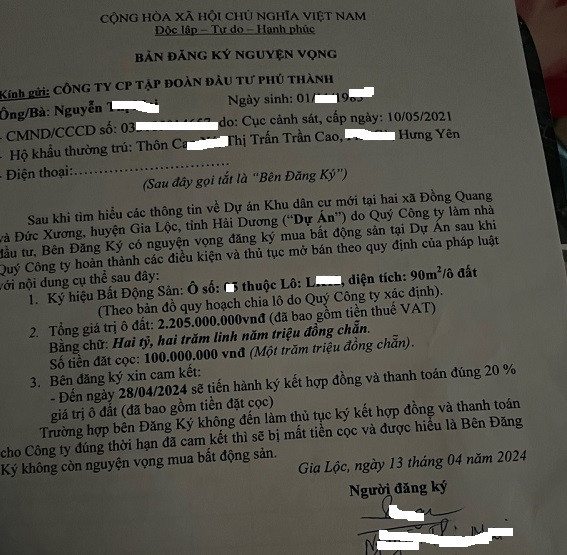 CỘNG HÒA XÃ HỘI CHỦ NGHĨA VIỆT NAM
Độc lập – Tự do – Hạnh phúc
BẢN ĐĂNG KÝ NGUYỆN VỌNG
Kính gửi: CÔNG TY CP TẬP ĐOÀN ĐẦU TƯ PHÚ THÀNH
Ông/Bà: Nguyễn T Ngày sinh: 01/ 1985
- CMND/CCCD số: 03 do: Cục cảnh sát, cấp ngày: 10/05/2021
- Hộ khẩu thường trú: Thôn Ca Thị Trấn Trần Cao, Hưng Yên
- Điện thoại:
(Sau đây gọi tắt là “Bên Đăng Ký”)
Sau khi tìm hiểu các thông tin về Dự án Khu dân cư mới tại hai xã Đồng Quang
và Đức Xương, huyện Gia Lộc, tỉnh Hải Dương (“Dự Án”) do Quý Công ty làm nhà
đầu tư, Bên Đăng Ký có nguyện vọng đăng ký mua bất động sản tại Dự Án sau khi
Quý Công ty hoàn thành các điều kiện và thủ tục mở bán theo quy định của pháp luật
với nội dung cụ thể sau đây:
1. Ký hiệu Bất Động Sản: Ô số: thuộc Lô: L , diện tích: 90m²/ô đất
(Theo bản đồ quy hoạch chia lô do Quý Công ty xác định).
2. Tổng giá trị ô đất: 2.205.000.000vnđ (đã bao gồm tiền thuế VAT)
Bằng chữ: Hai tỷ, hai trăm linh năm triệu đồng chẵn.
Số tiền đặt cọc: 100.000.000 vnđ (Một trăm triệu đồng chẵn).
3. Bên đăng ký xin cam kết:
- Đến ngày 28/04/2024 sẽ tiến hành ký kết hợp đồng và thanh toán đúng 20 %
giá trị ô đất (đã bao gồm tiền đặt cọc)
Trường hợp bên Đăng Ký không đến làm thủ tục ký kết hợp đồng và thanh toán
cho Công ty đúng thời hạn đã cam kết thì sẽ bị mất tiền cọc và được hiểu là Bên Đăng
Ký không còn nguyện vọng mua bất động sản.
Gia Lộc, ngày 13 tháng 04 năm 2024
Người đăng ký